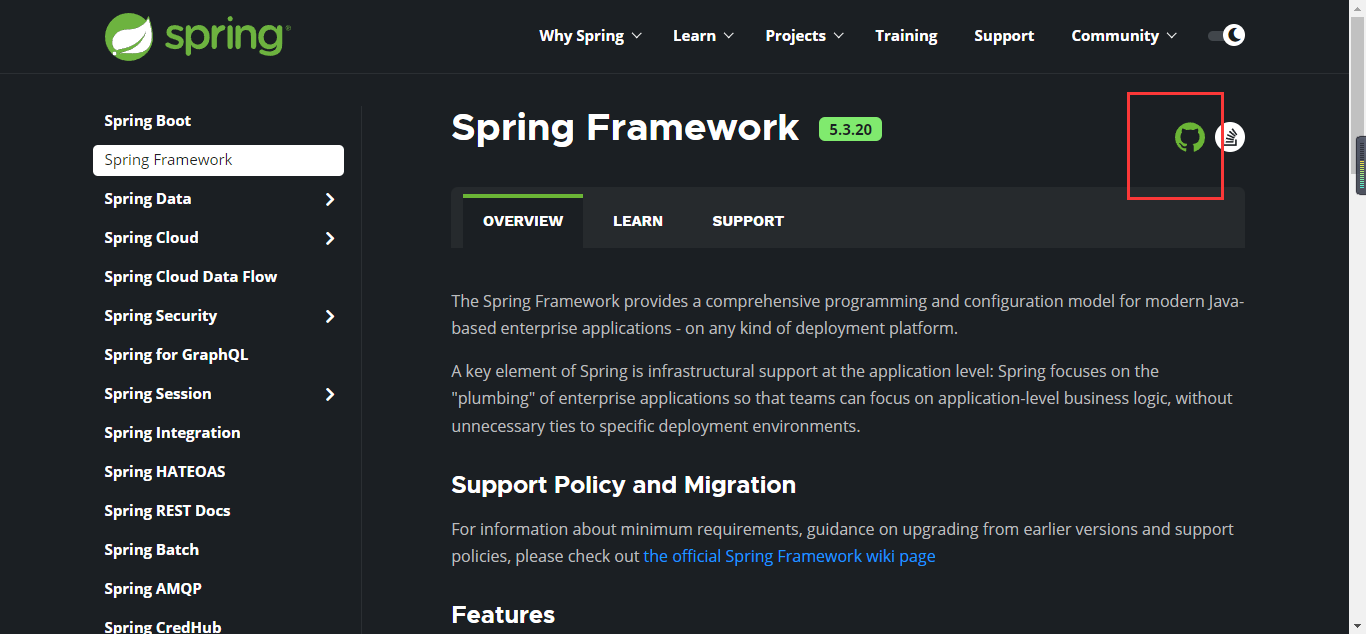 spring
Why Spring Learn Projects Training Support Community
Spring Boot
Spring Framework
Spring Data
Spring Cloud
Spring Cloud Data Flow
Spring Security
Spring for GraphQL
Spring Session
Spring Integration
Spring HATEOAS
Spring REST Docs
Spring Batch
Spring AMQP
Spring CredHub
Spring Framework 5.3.20
OVERVIEW LEARN SUPPORT
The Spring Framework provides a comprehensive programming and configuration model for modern Java-
based enterprise applications - on any kind of deployment platform.
A key element of Spring is infrastructural support at the application level: Spring focuses on the
"plumbing" of enterprise applications so that teams can focus on application-level business logic, without
unnecessary ties to specific deployment environments.
Support Policy and Migration
For information about minimum requirements, guidance on upgrading from earlier versions and support
policies, please check out the official Spring Framework wiki page
Features